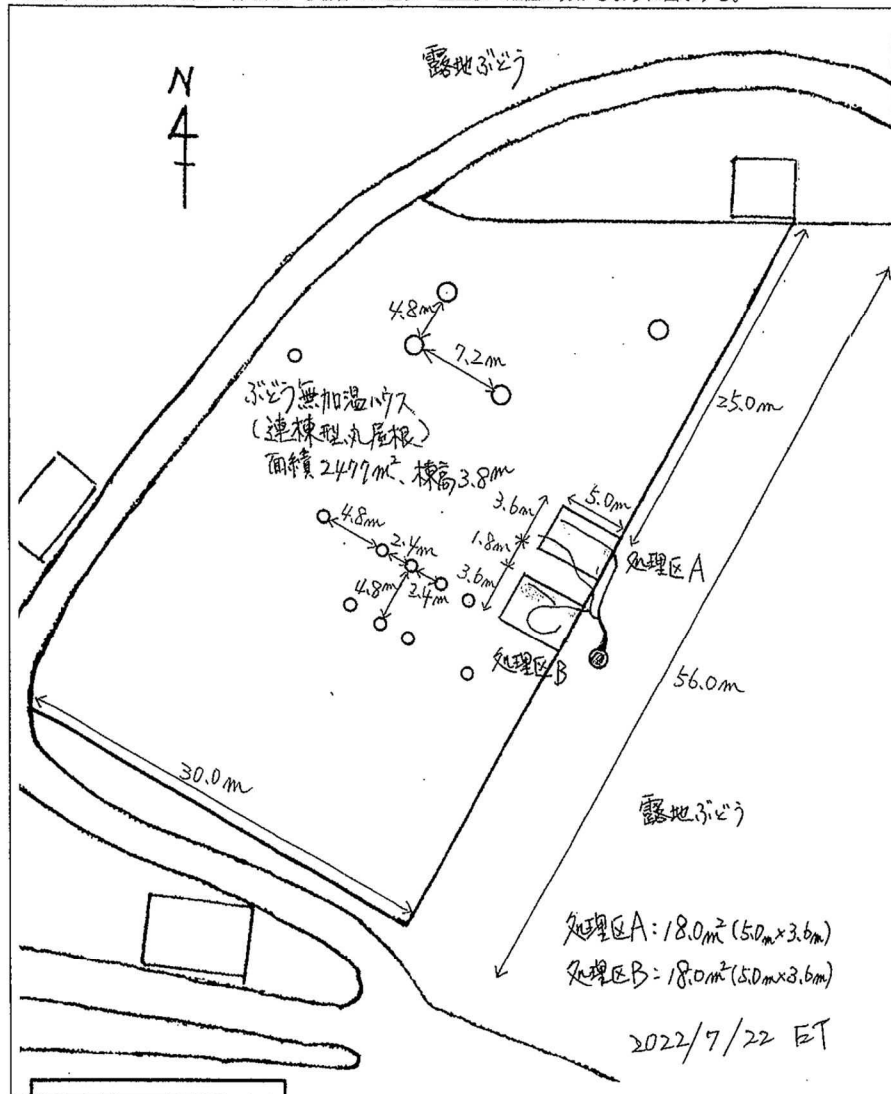 露地ぶどう
N
4.8m
7.2m
25.0m
ぶどう無加温ハウス
(連棟型丸屋根)
面積2477m²、棟高3.8m
3.6m
5.0m
4.8m
2.4m
1.8m
処理区A
4.8m
2.4m
3.6m
処理区B
56.0m
30.0m
露地ぶどう
処理区A:18.0m²(5.0m×3.6m)
処理区B=18.0m²(5.0m×3.6m)
2022/7/22 ET